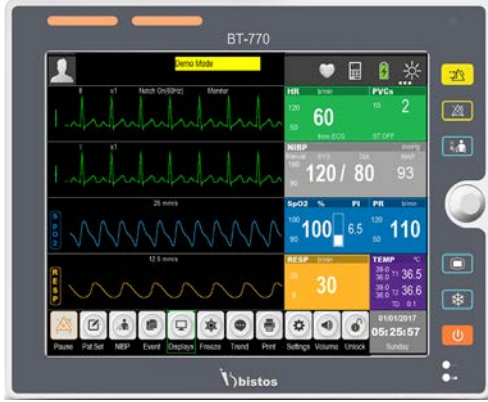 BT-770
Demo Mode
II x1 Notch On(60Hz) Monitor
HR b/min PVCs
120 60 10 2
50 from ECG ST OFF
I x1
NIBP mmHg
Manual SYS DIA MAP
160 120 / 80 93
90
25 mm/s
SpO2 % PI PR b/min
SPO2
100 100 6.5 120 110
90 50
12.5 mm/s
RESP b/min TEMP °C
RESP
30 30 39.0 36.0 T1 36.5
8 39.0 36.0 T2 36.6
TD 0.1
Pause Pat Set NIBP Event Displays Freeze Trend Print Settings Volume Unlock
01/01/2017
05:25:57
Sunday
bistos